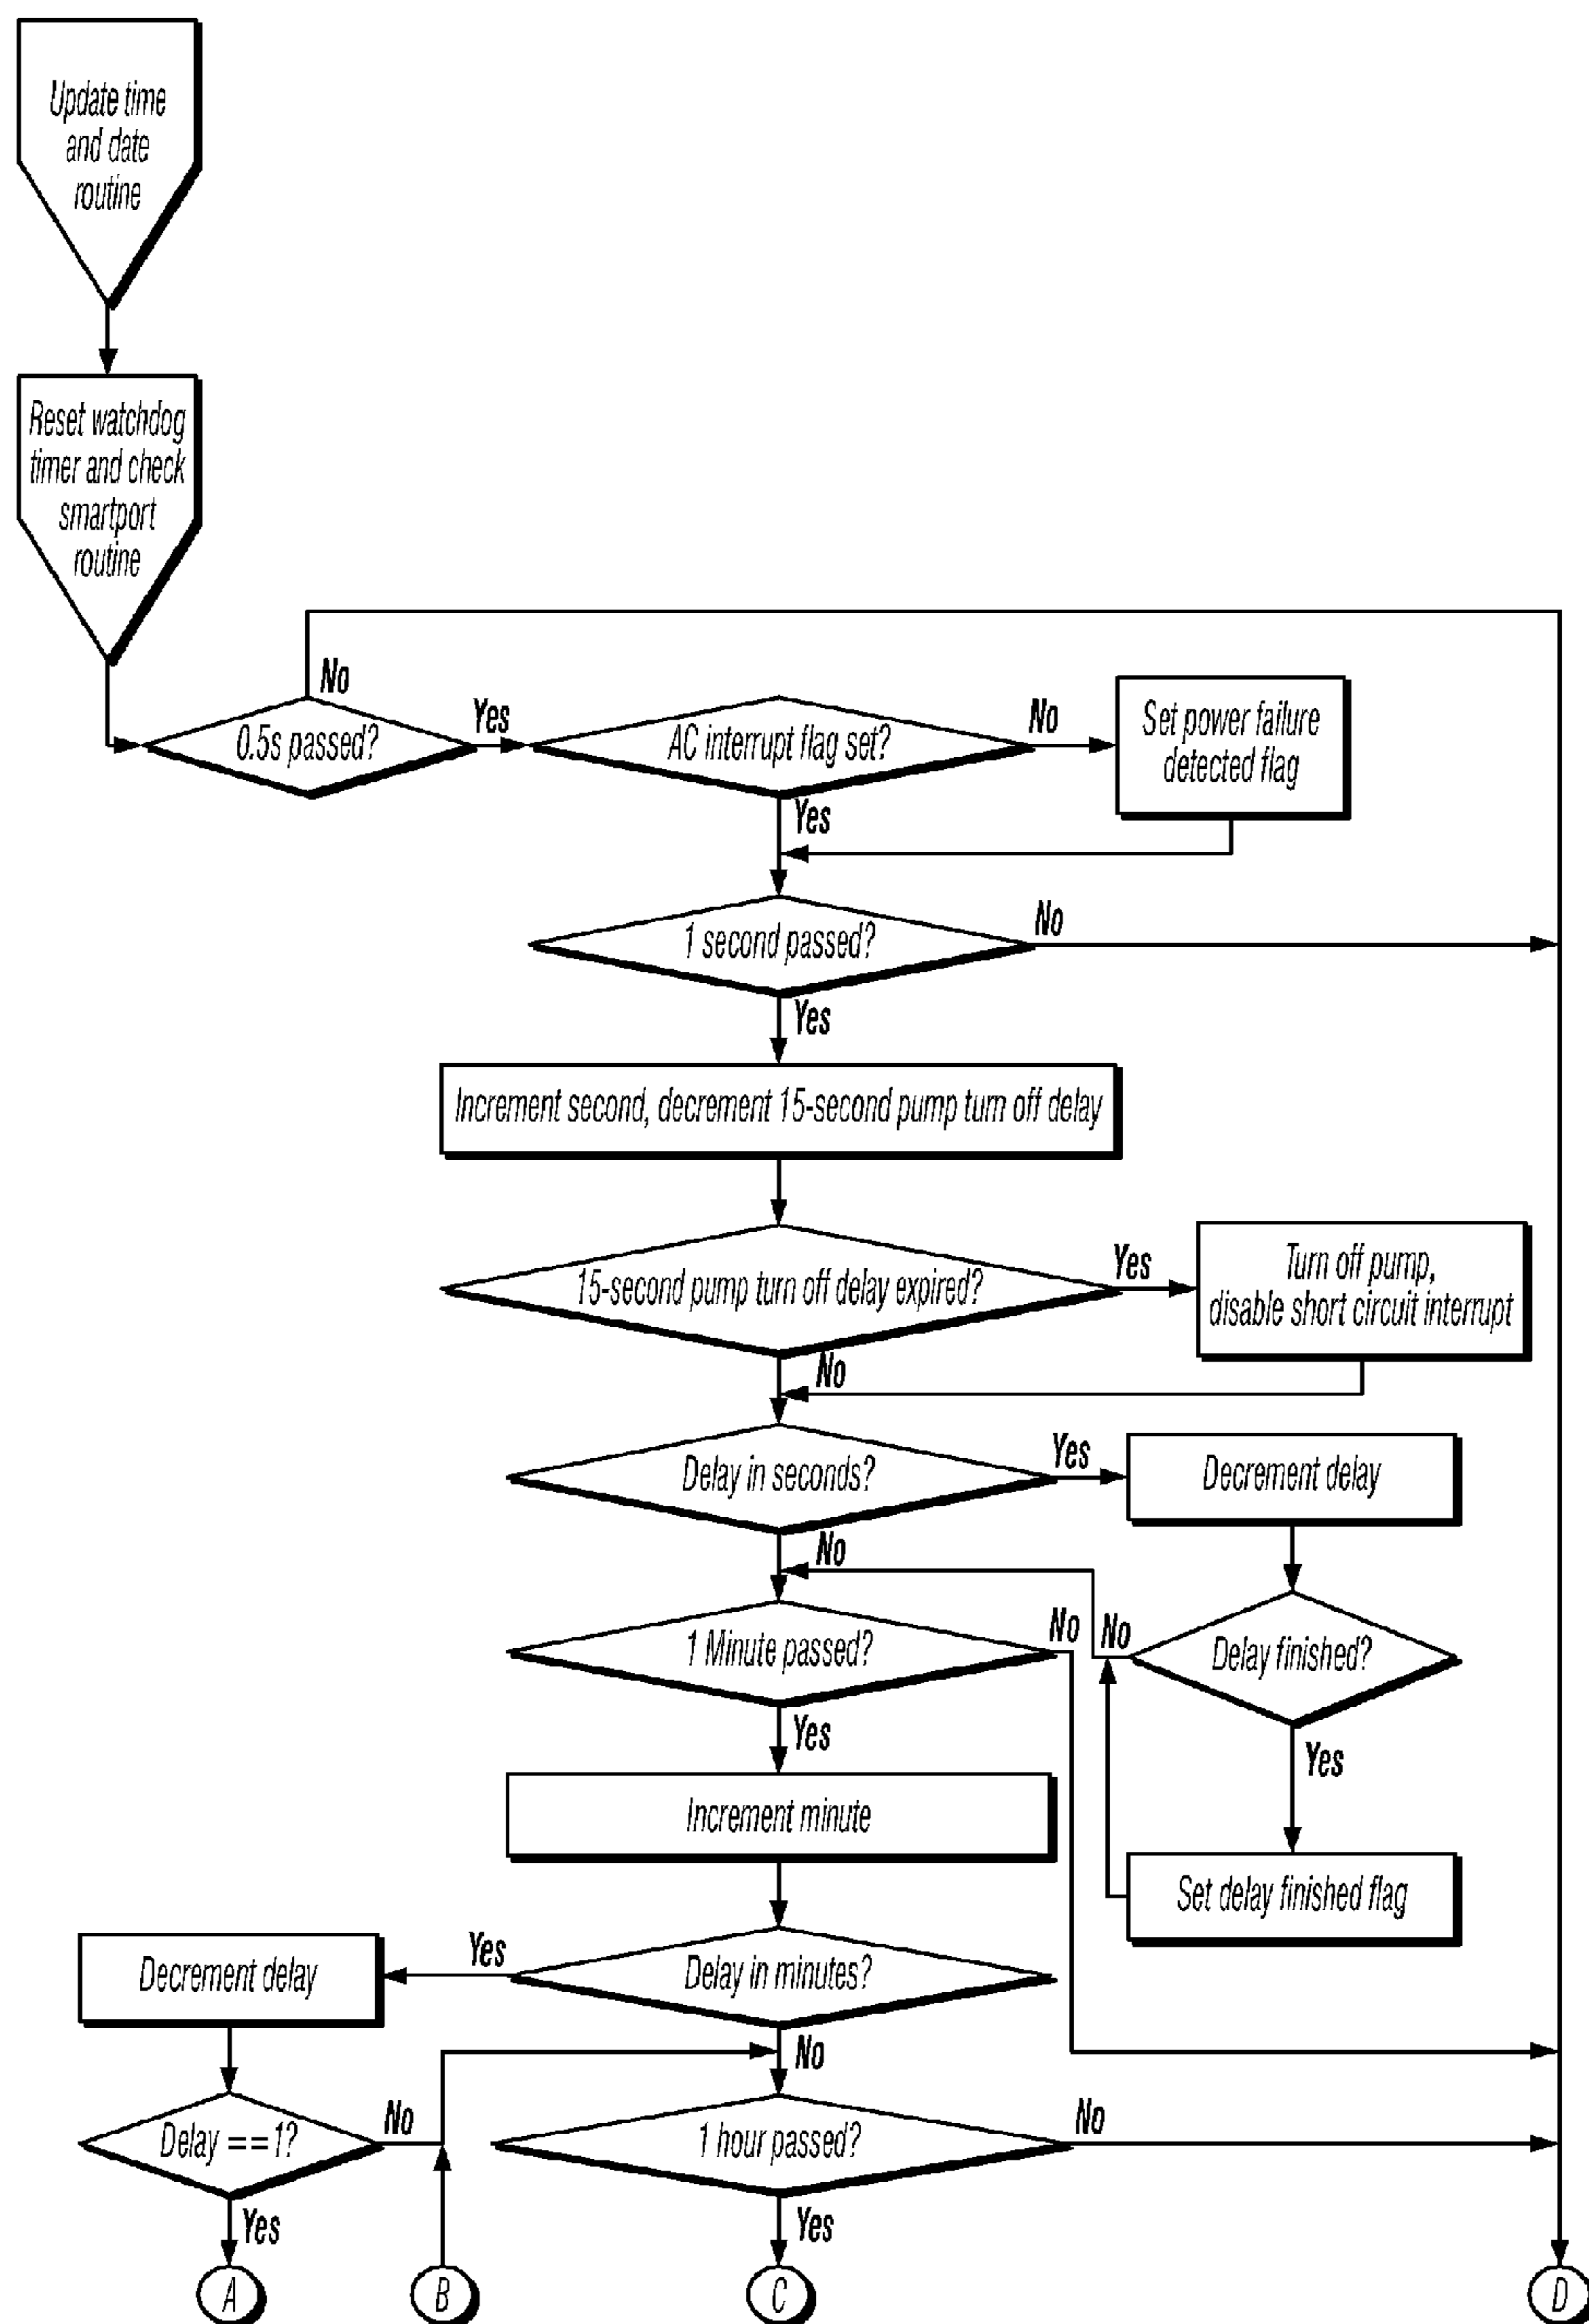 Update time
and date
routine
Reset watchdog
timer and check
smartport
routine
No
0.5s passed?
Yes
AC interrupt flag set?
No
Set power failure
detected flag
Yes
1 second passed?
No
Yes
Increment second, decrement 15-second pump turn off delay
15-second pump turn off delay expired?
Yes
Turn off pump,
disable short circuit interrupt
No
Delay in seconds?
Yes
Decrement delay
No
1 Minute passed?
No
No
Delay finished?
Yes
Yes
Increment minute
Set delay finished flag
Decrement delay
Yes
Delay in minutes?
No
Delay ==1?
No
1 hour passed?
No
Yes
Yes
A
B
C
D